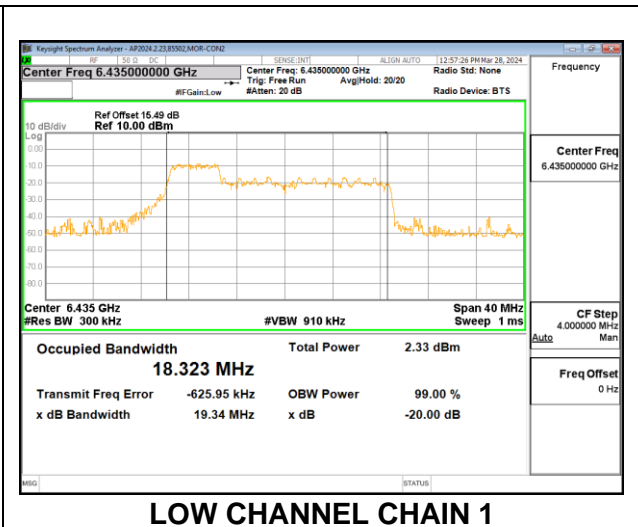 Keysight Spectrum Analyzer - AP2024.2.23,85502,MOR-CON2
RF 50 Ω DC SENSE:INT ALIGN AUTO 12:57:26 PM Mar 28, 2024
Center Freq 6.435000000 GHz
Center Freq: 6.435000000 GHz
Radio Std: None
Trig: Free Run
Avg|Hold: 20/20
#IFGain:Low
#Atten: 20 dB
Radio Device: BTS
Frequency
Ref Offset 15.49 dB
10 dB/div Ref 10.00 dBm
Log
0.00
-10.0
-20.0
-30.0
-40.0
-50.0
-60.0
-70.0
-80.0
Center 6.435 GHz
Span 40 MHz
#Res BW 300 kHz
#VBW 910 kHz
Sweep 1 ms
Occupied Bandwidth
18.323 MHz
Total Power 2.33 dBm
Transmit Freq Error -625.95 kHz
OBW Power 99.00 %
x dB Bandwidth 19.34 MHz
x dB -20.00 dB
Center Freq
6.435000000 GHz
CF Step
4.000000 MHz
Auto Man
Freq Offset
0 Hz
MSG
STATUS
LOW CHANNEL CHAIN 1